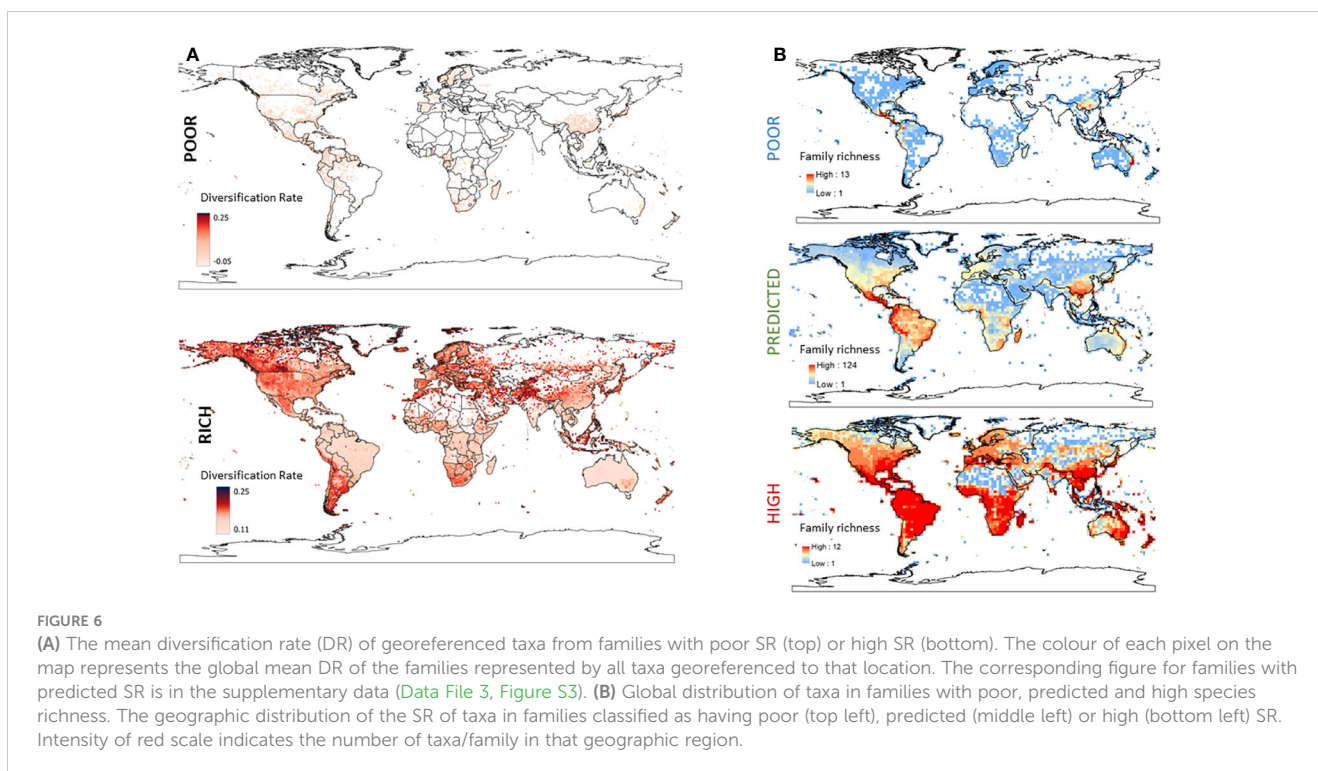 A
POOR
Diversification Rate
0.25
-0.05
RICH
Diversification Rate
0.25
0.11
B
POOR
Family richness
High : 13
Low : 1
PREDICTED
Family richness
High : 124
Low : 1
HIGH
Family richness
High : 12
Low : 1
FIGURE 6
(A) The mean diversification rate (DR) of georeferenced taxa from families with poor SR (top) or high SR (bottom). The colour of each pixel on the
map represents the global mean DR of the families represented by all taxa georeferenced to that location. The corresponding figure for families with
predicted SR is in the supplementary data (Data File 3, Figure S3). (B) Global distribution of taxa in families with poor, predicted and high species
richness. The geographic distribution of the SR of taxa in families classified as having poor (top left), predicted (middle left) or high (bottom left) SR.
Intensity of red scale indicates the number of taxa/family in that geographic region.